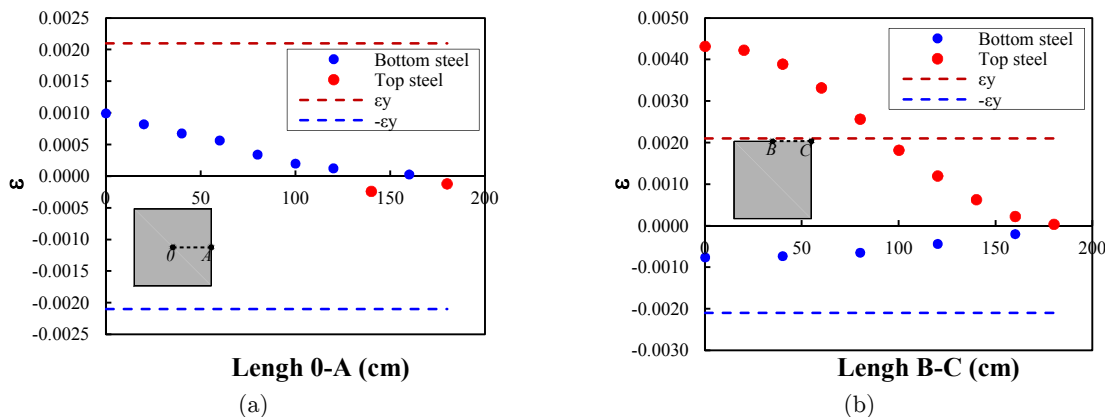 0.0025
0.0020
0.0015
0.0010
0.0005
0.0000
-0.0005
-0.0010
-0.0015
-0.0020
-0.0025
0
50
100
150
200
ε
Bottom steel
Top steel
εy
-εy
0 A
Lengh 0-A (cm)
(a)
0.0050
0.0040
0.0030
0.0020
0.0010
0.0000
-0.0010
-0.0020
-0.0030
0
50
100
150
200
ε
Bottom steel
Top steel
εy
-εy
B C
Lengh B-C (cm)
(b)